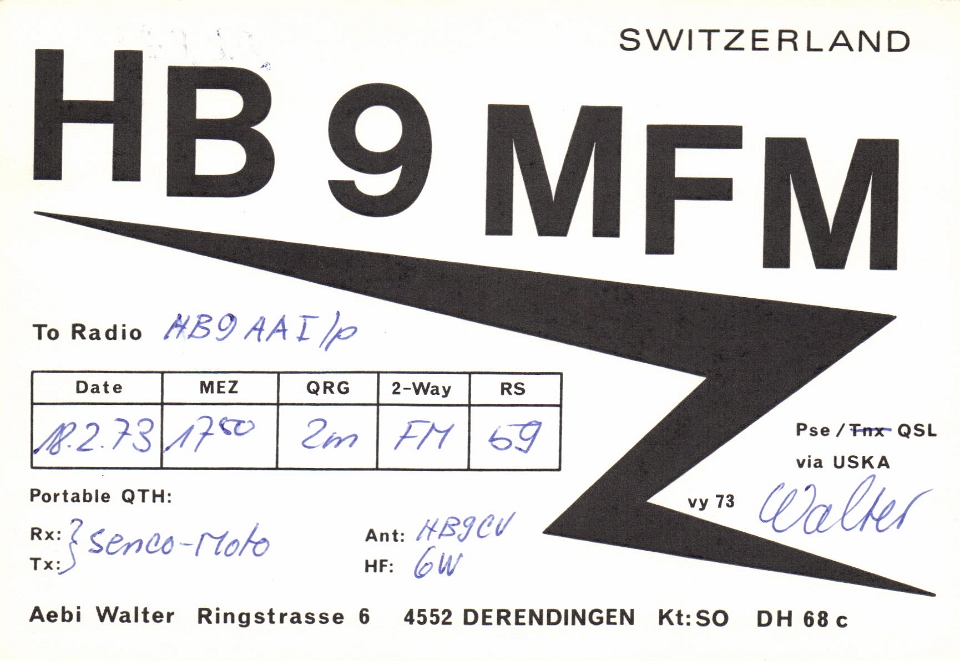 SWITZERLAND
HB 9 MFM
To Radio HB9AAI/p
Date MEZ QRG 2-Way RS
18.2.73 17⁵⁰ 2m FM 59
Pse / Tnx QSL
via USKA
Portable QTH:
vy 73 Walter
Rx: } Senco-Moto Ant: HB9CV
Tx: HF: 6W
Aebi Walter Ringstrasse 6 4552 DERENDINGEN Kt: SO DH 68 c